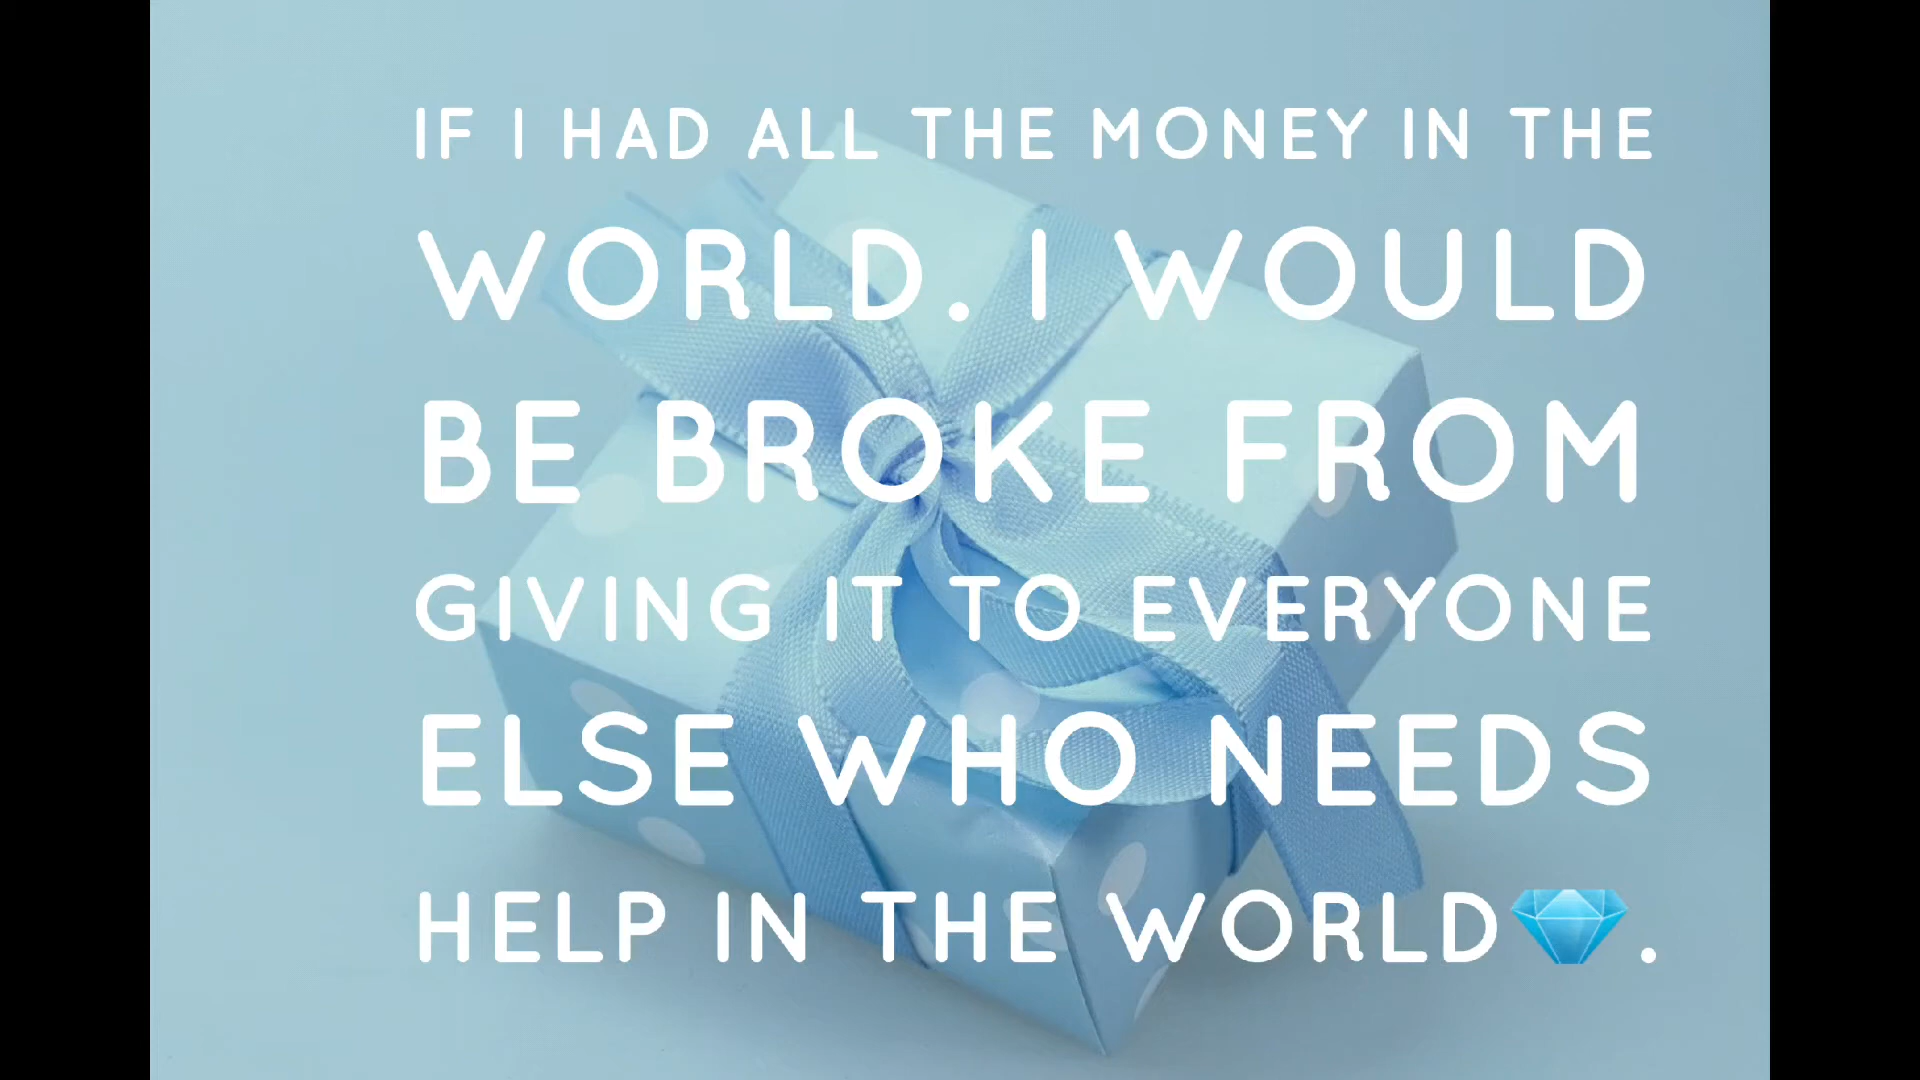 IF I HAD ALL THE MONEY IN THE
WORLD. I WOULD
BE BROKE FROM
GIVING IT TO EVERYONE
ELSE WHO NEEDS
HELP IN THE WORLD💎.